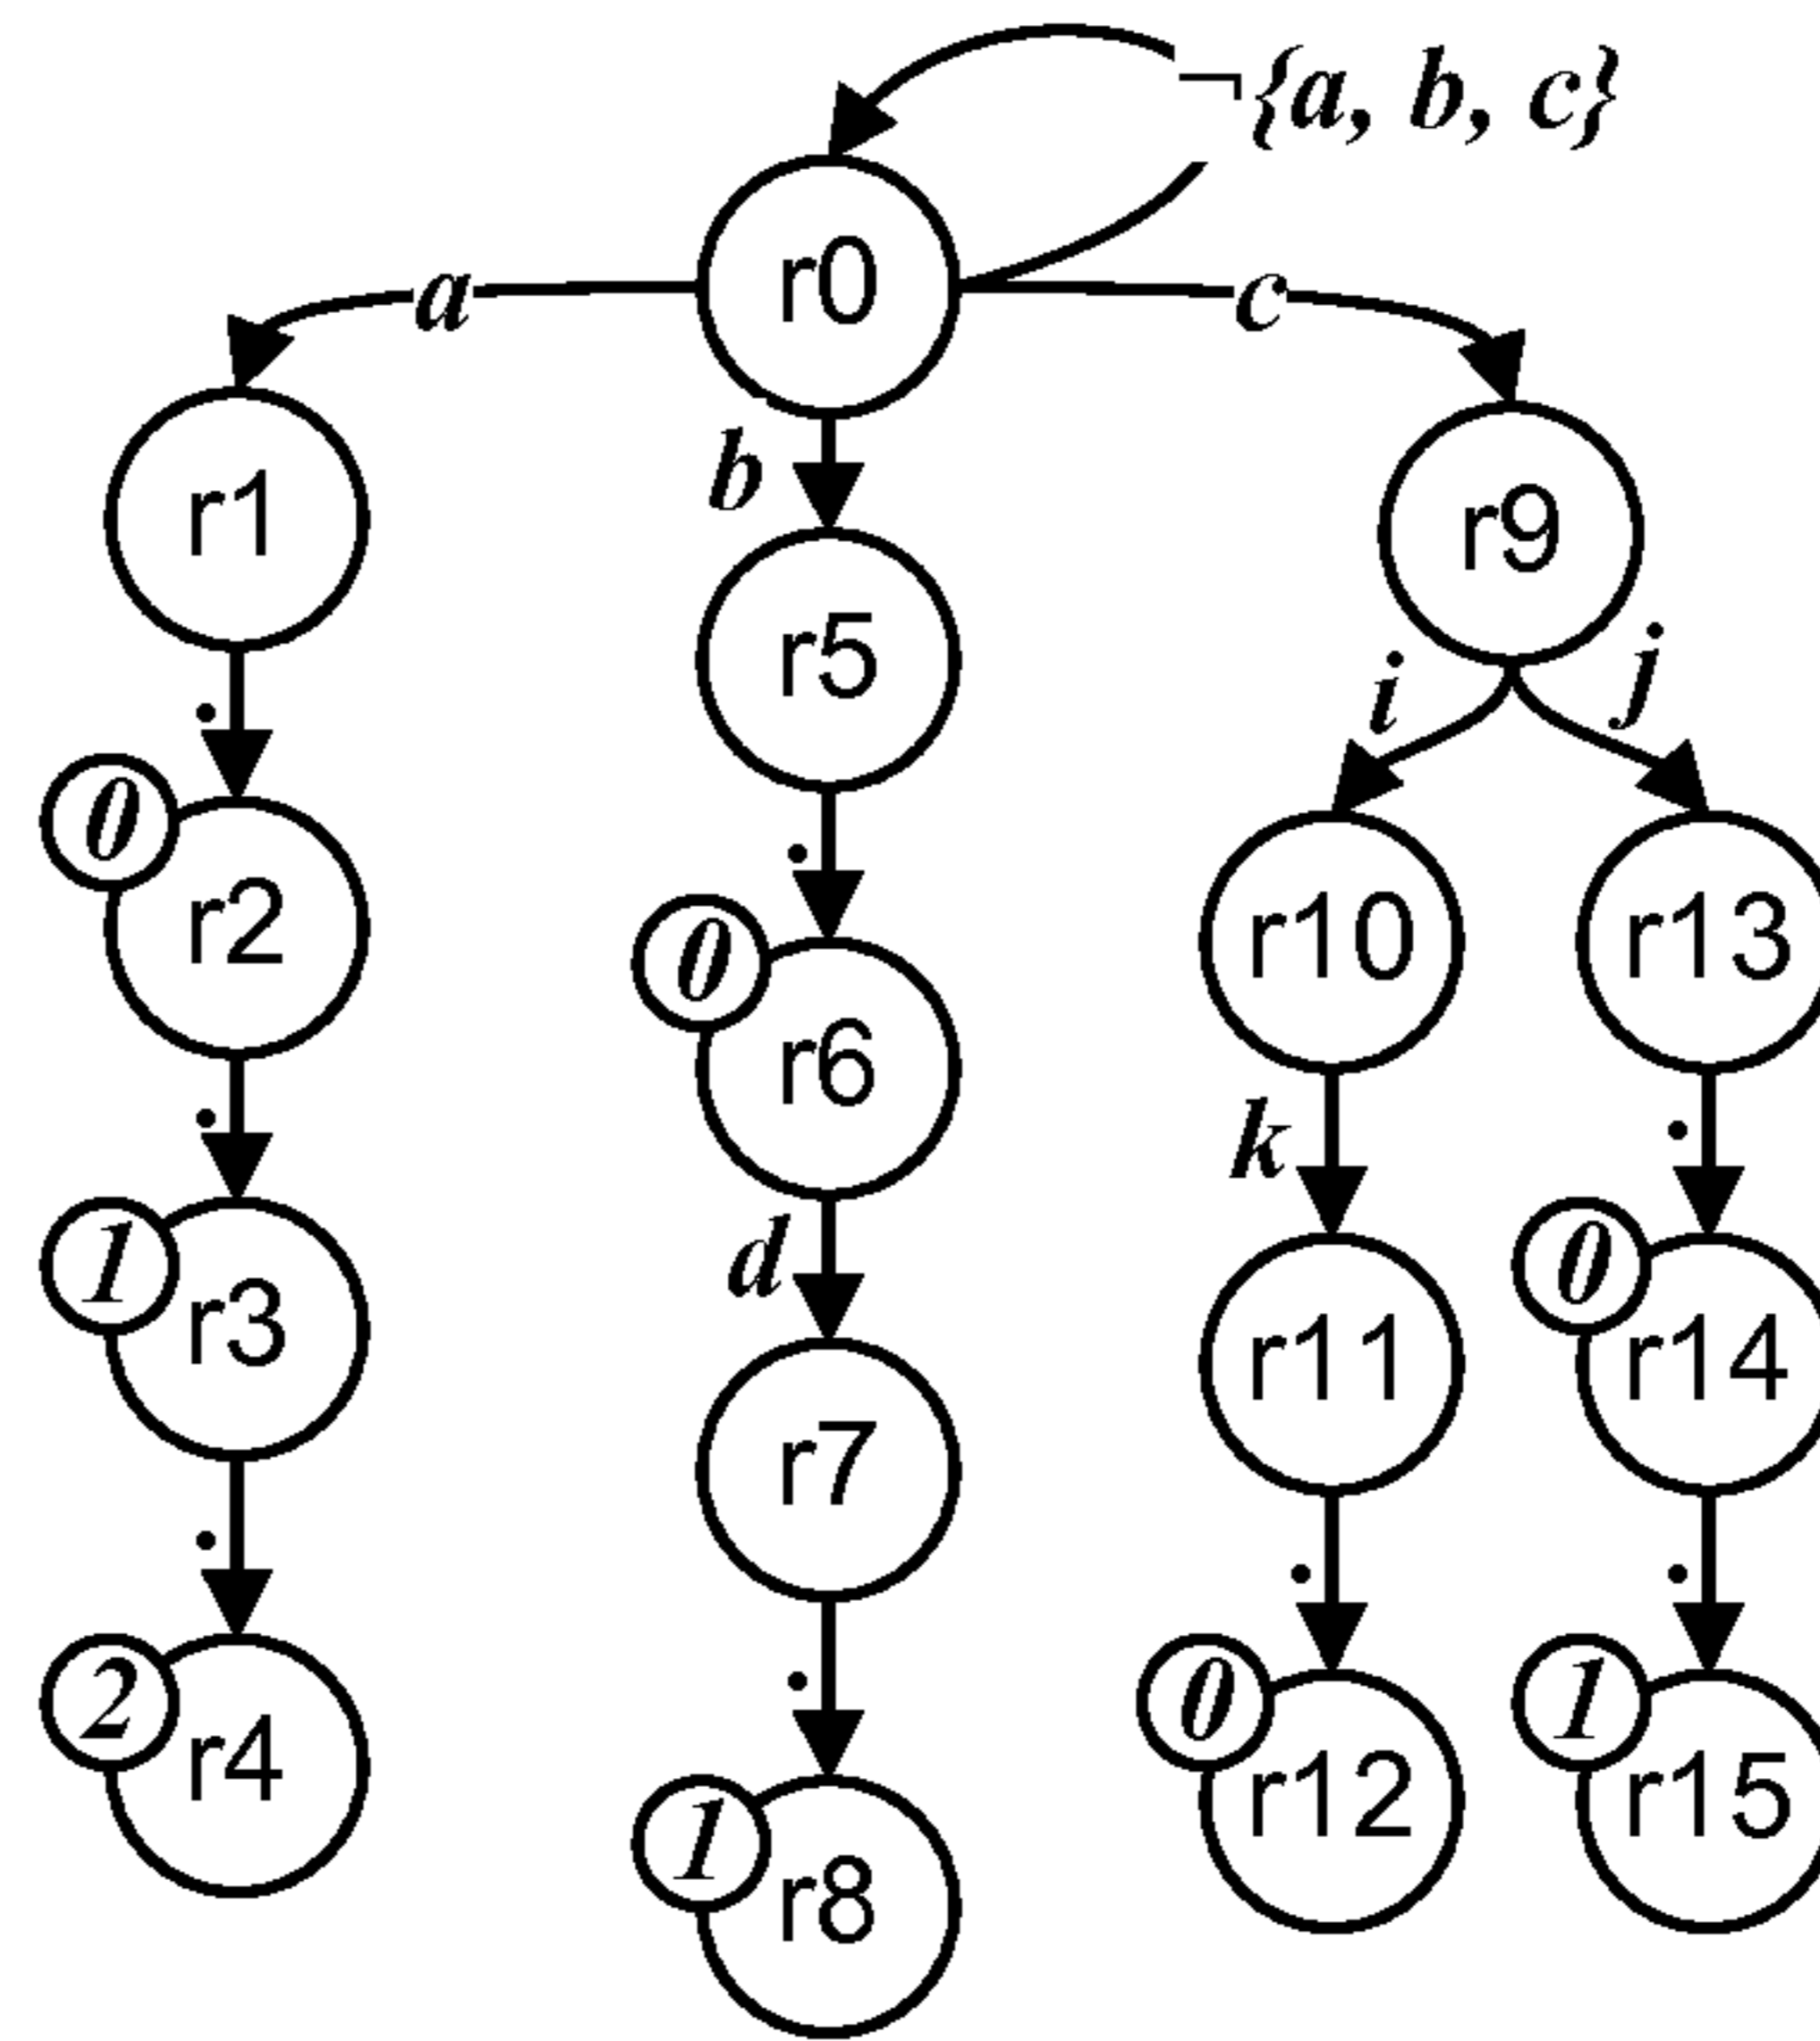 ¬{a, b, c}
r0
a
c
b
r1
r5
r9
i
j
.
.
0
r2
0
r6
r10
r13
.
d
k
.
1
r3
r7
r11
0
r14
.
.
.
.
2
r4
1
r8
0
r12
1
r15